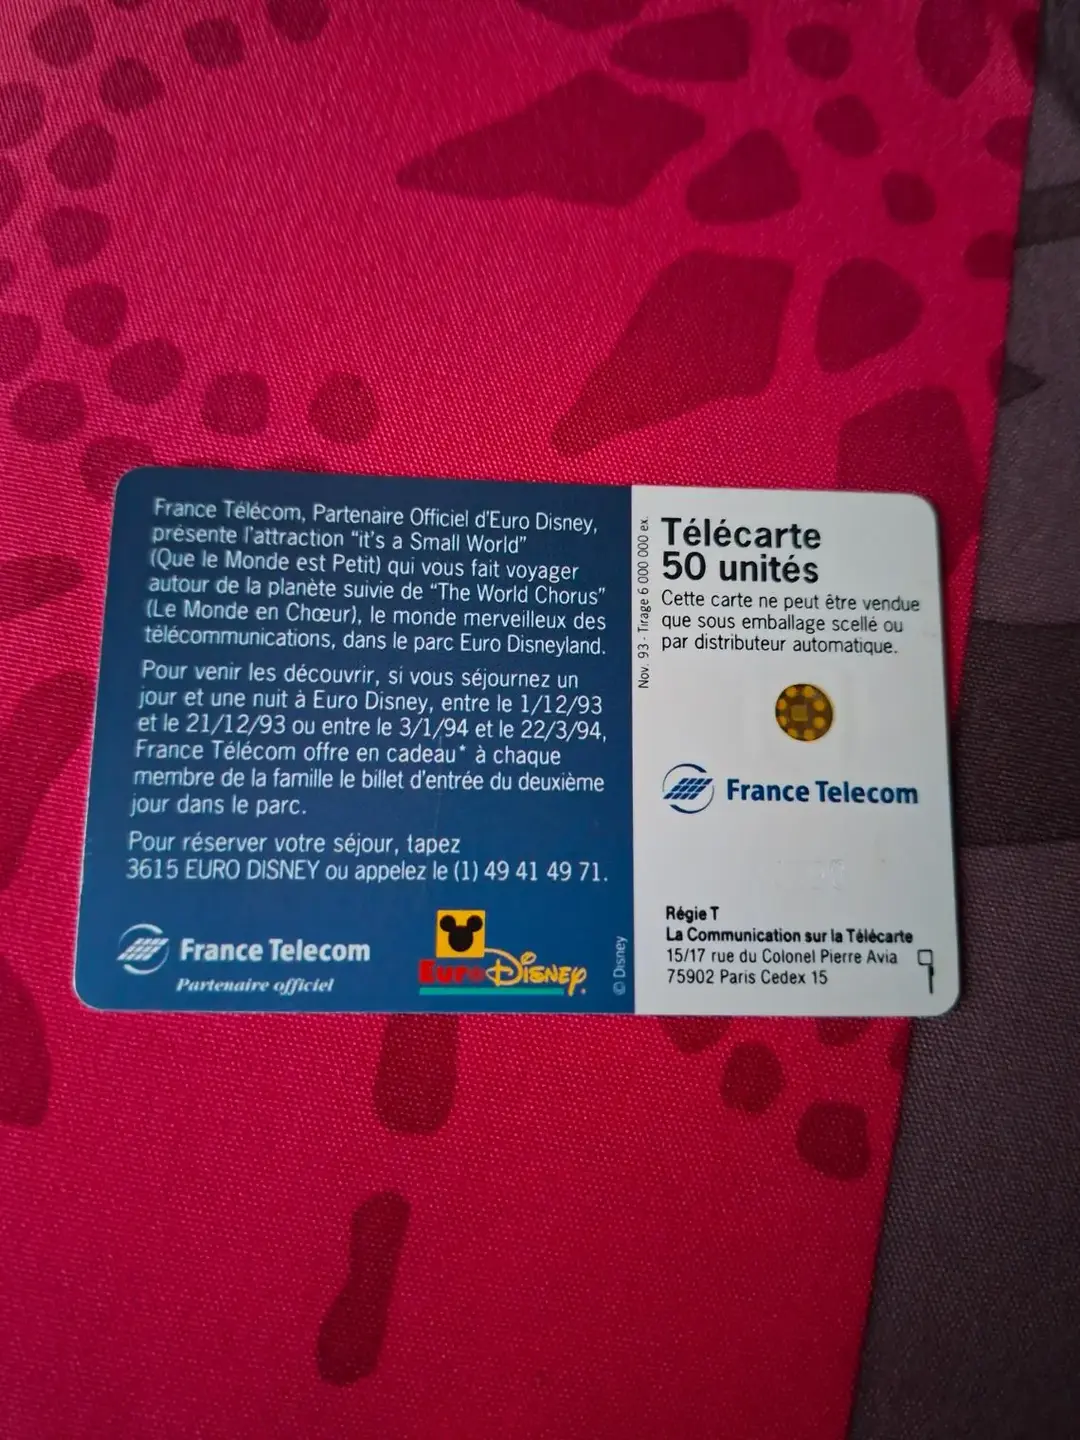 France Télécom, Partenaire Officiel d'Euro Disney,
présente l'attraction "it's a Small World"
(Que le Monde est Petit) qui vous fait voyager
autour de la planète suivie de "The World Chorus"
(Le Monde en Chœur), le monde merveilleux des
télécommunications, dans le parc Euro Disneyland.
Pour venir les découvrir, si vous séjournez un
jour et une nuit à Euro Disney, entre le 1/12/93
et le 21/12/93 ou entre le 3/1/94 et le 22/3/94,
France Télécom offre en cadeau* à chaque
membre de la famille le billet d'entrée du deuxième
jour dans le parc.
Pour réserver votre séjour, tapez
3615 EURO DISNEY ou appelez le (1) 49 41 49 71.
France Telecom
Partenaire officiel
Euro Disney
© Disney
Nov. 93 - Tirage 6 000 000 ex.
Télécarte
50 unités
Cette carte ne peut être vendue
que sous emballage scellé ou
par distributeur automatique.
France Telecom
Régie T
La Communication sur la Télécarte
15/17 rue du Colonel Pierre Avia
75902 Paris Cedex 15